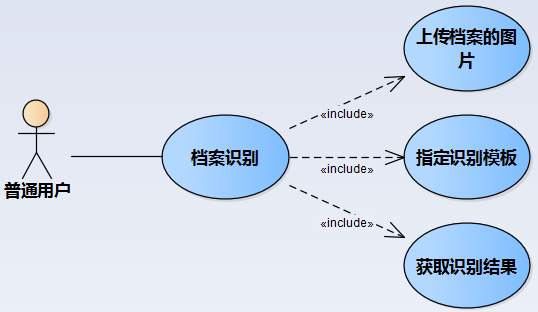 上传档案的图
片
«include»
普通用户
档案识别
指定识别模板
«include»
«include»
获取识别结果